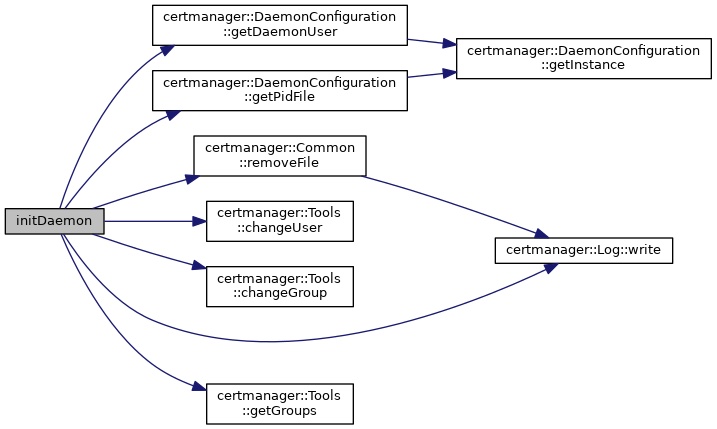 certmanager::DaemonConfiguration
::getDaemonUser
certmanager::DaemonConfiguration
::getInstance
certmanager::DaemonConfiguration
::getPidFile
certmanager::Common
::removeFile
initDaemon
certmanager::Tools
::changeUser
certmanager::Log::write
certmanager::Tools
::changeGroup
certmanager::Tools
::getGroups